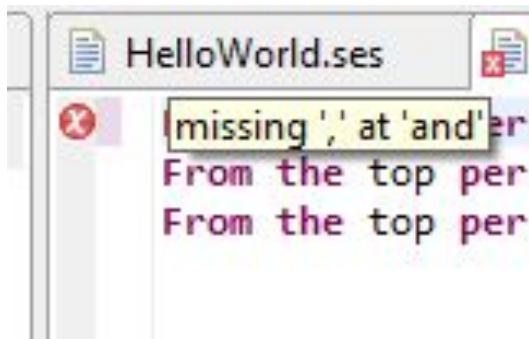 HelloWorld.ses
missing ',' at 'and'
From the top per
From the top per